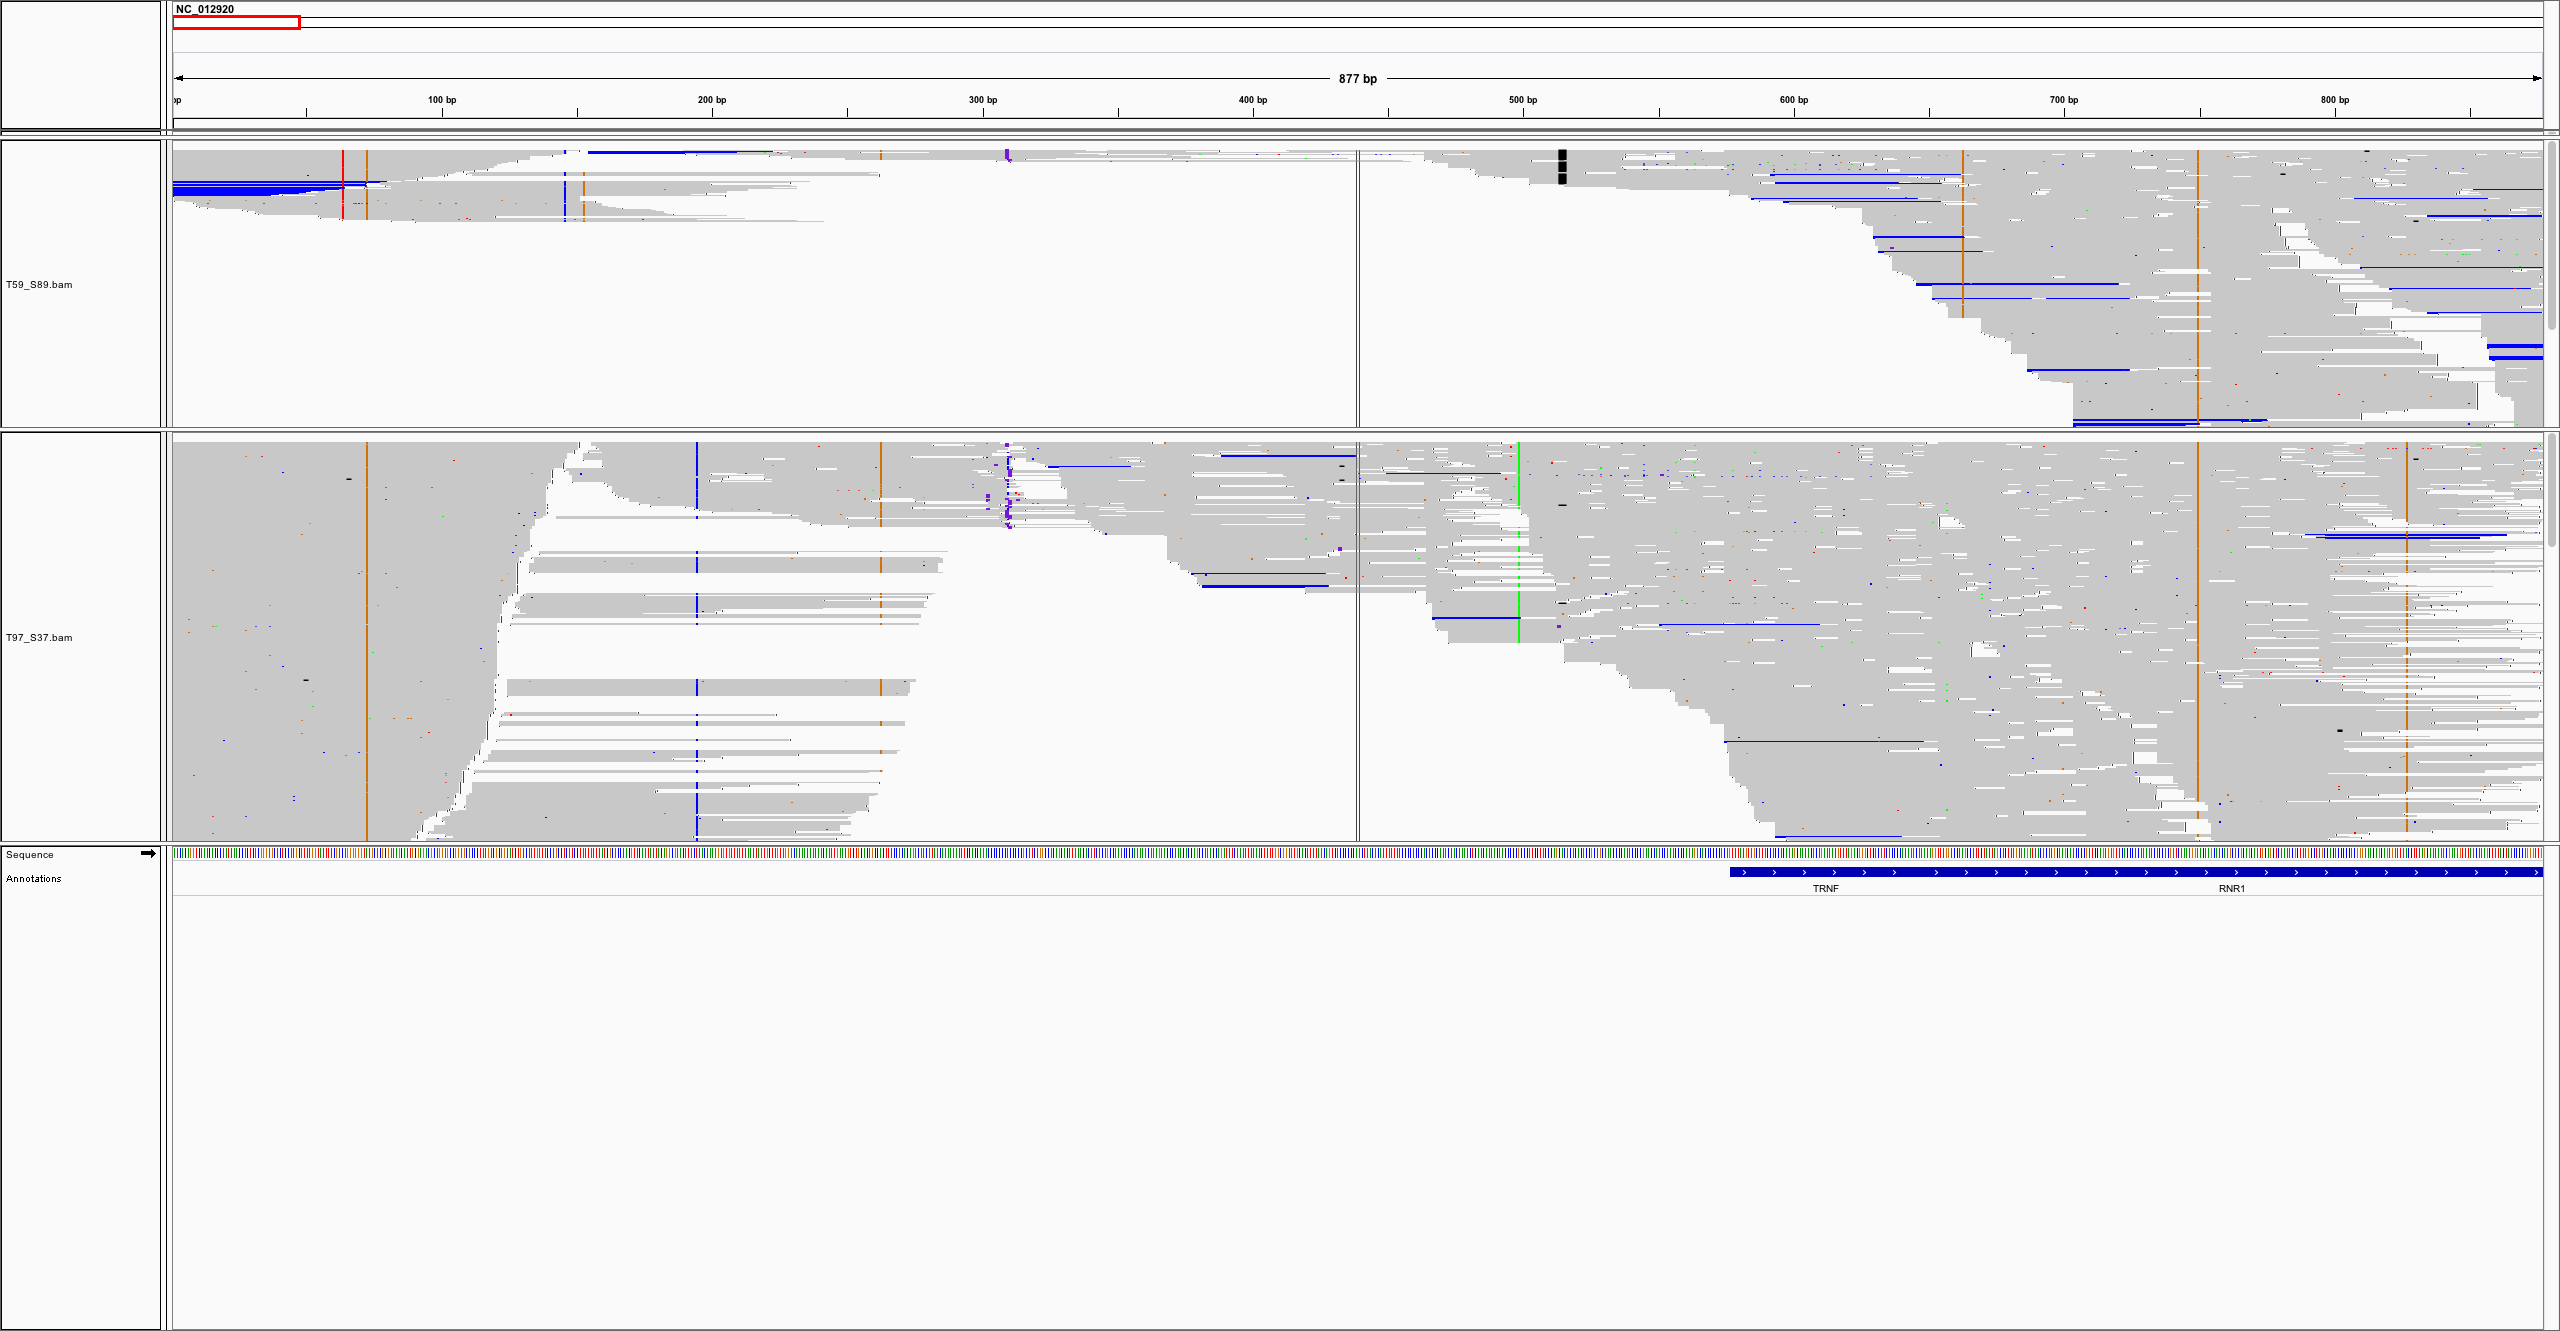 NC_012920
877 bp
bp
100 bp
200 bp
300 bp
400 bp
500 bp
600 bp
700 bp
800 bp
T59_S89.bam
T97_S37.bam
Sequence
Annotations
TRNF
RNR1